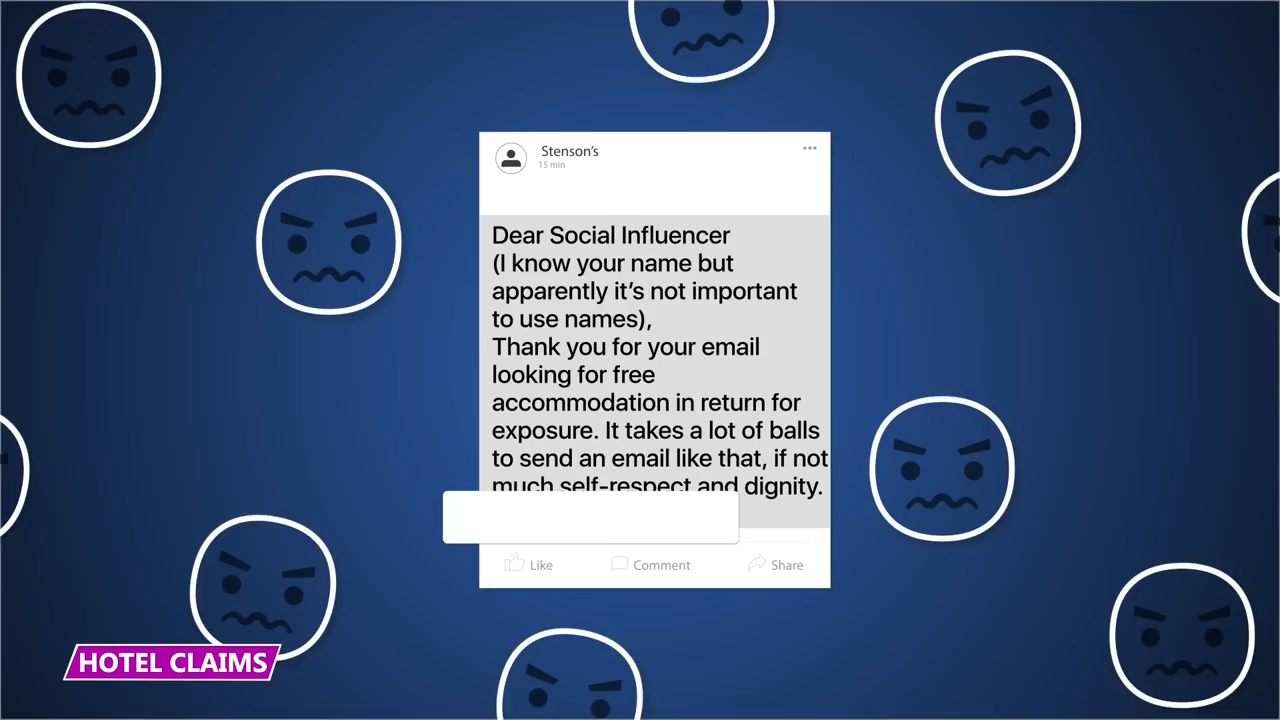 Stenson's
15 min
Dear Social Influencer
(I know your name but
apparently it’s not important
to use names),
Thank you for your email
looking for free
accommodation in return for
exposure. It takes a lot of balls
to send an email like that, if not
much self-respect and dignity.
Like Comment Share
HOTEL CLAIMS